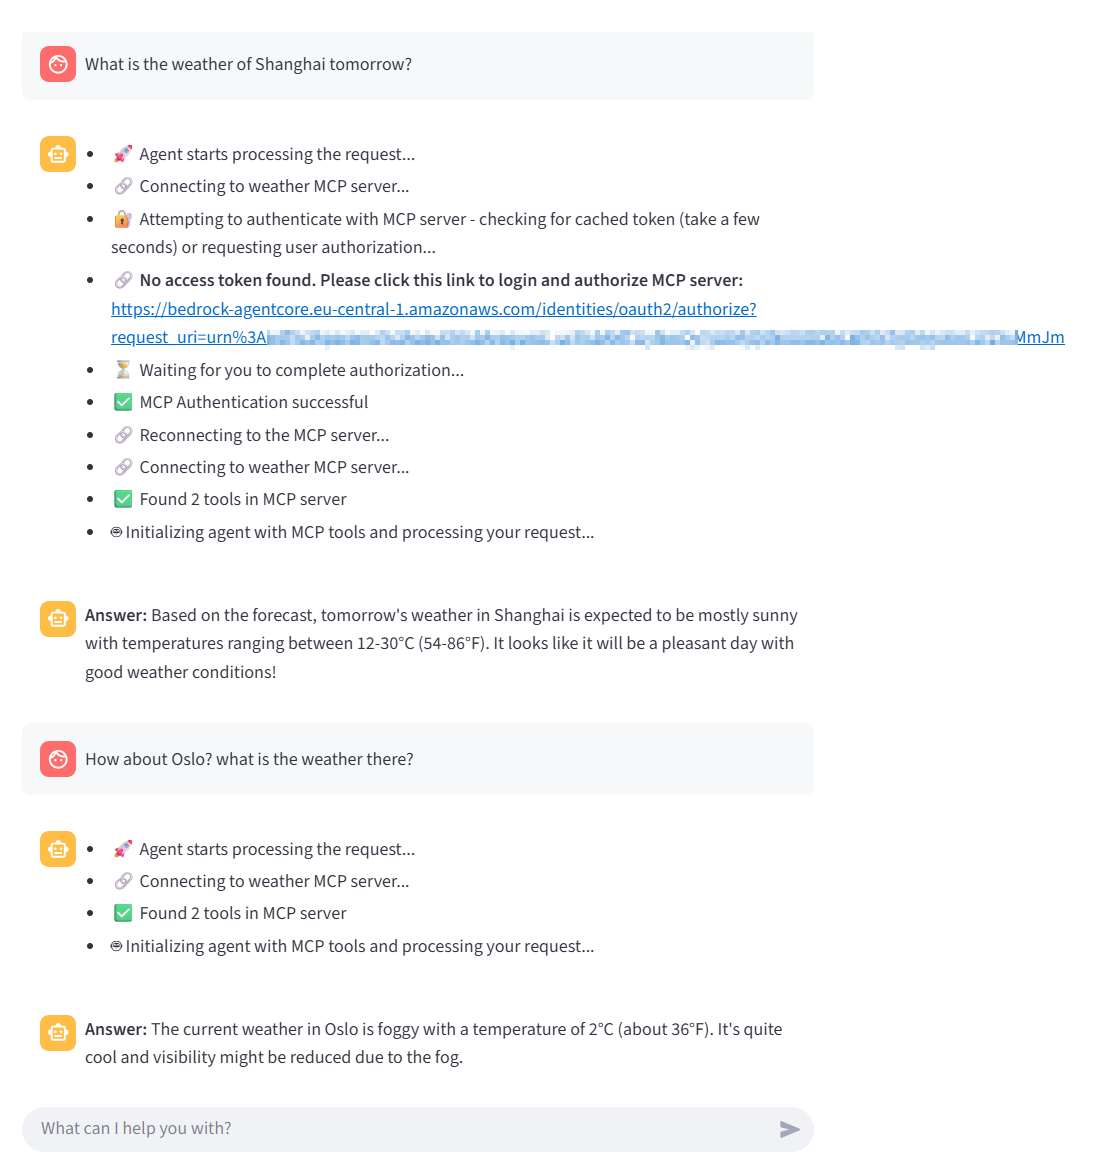 What is the weather of Shanghai tomorrow?
🚀 Agent starts processing the request...
🔗 Connecting to weather MCP server...
🔐 Attempting to authenticate with MCP server - checking for cached token (take a few
seconds) or requesting user authorization...
🔗 No access token found. Please click this link to login and authorize MCP server:
https://bedrock-agentcore.eu-central-1.amazonaws.com/identities/oauth2/authorize?
request_uri=urn%3A MmJm
⏳ Waiting for you to complete authorization...
✅ MCP Authentication successful
🔗 Reconnecting to the MCP server...
🔗 Connecting to weather MCP server...
✅ Found 2 tools in MCP server
Initializing agent with MCP tools and processing your request...
Answer: Based on the forecast, tomorrow's weather in Shanghai is expected to be mostly sunny
with temperatures ranging between 12-30°C (54-86°F). It looks like it will be a pleasant day with
good weather conditions!
How about Oslo? what is the weather there?
🚀 Agent starts processing the request...
🔗 Connecting to weather MCP server...
✅ Found 2 tools in MCP server
Initializing agent with MCP tools and processing your request...
Answer: The current weather in Oslo is foggy with a temperature of 2°C (about 36°F). It's quite
cool and visibility might be reduced due to the fog.
What can I help you with?